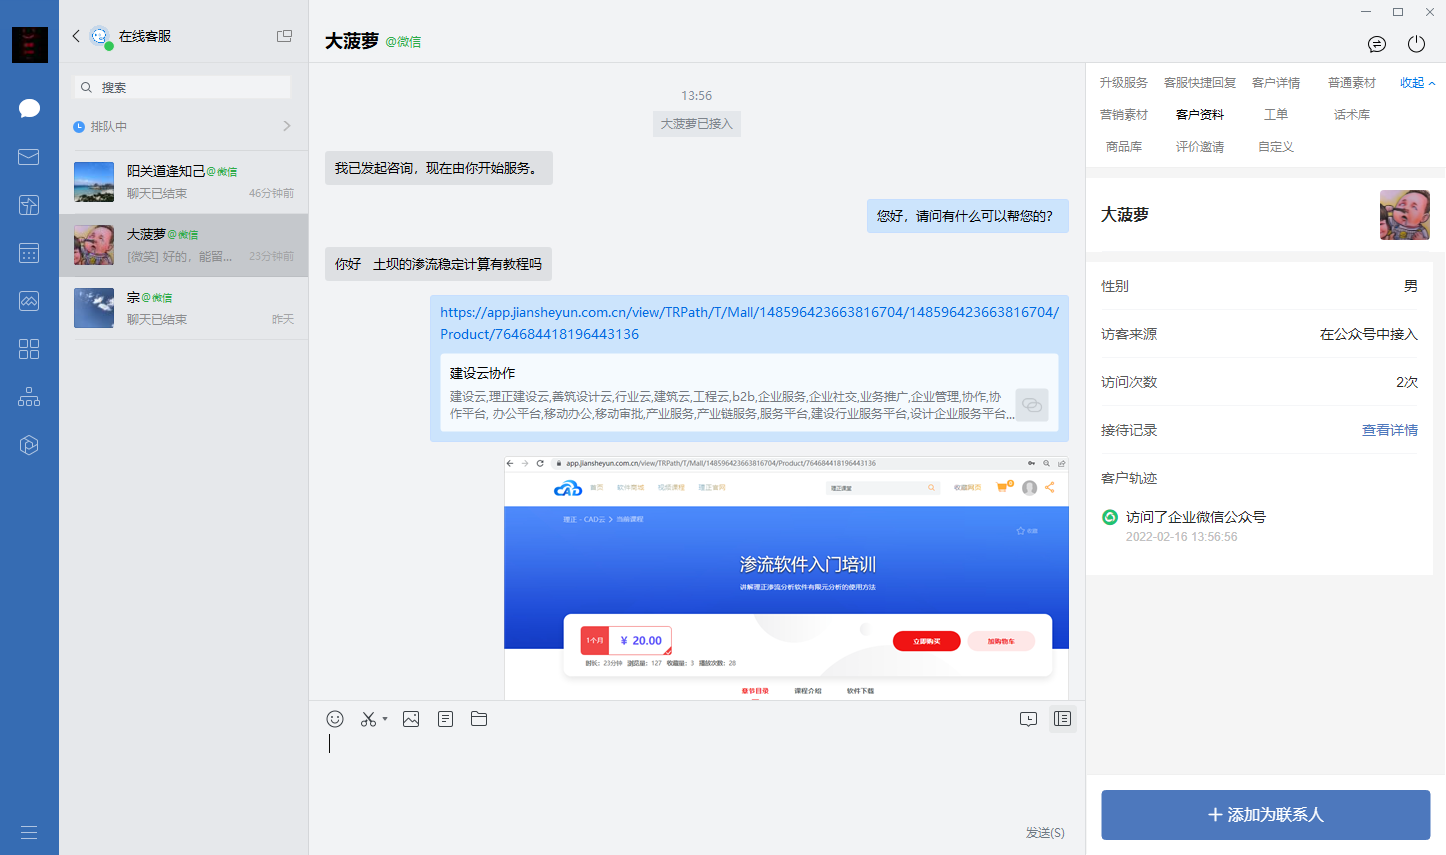 在线客服
搜索
排队中
阳关道逢知己@微信
聊天已结束 46分钟前
大菠萝@微信
[微笑] 好的，能留... 23分钟前
宗@微信
聊天已结束 昨天
大菠萝 @微信
13:56
大菠萝已接入
我已发起咨询，现在由你开始服务。
您好，请问有什么可以帮您的？
你好 土坝的渗流稳定计算有教程吗
https://app.jiansheyun.com.cn/view/TRPath/T/Mall/148596423663816704/148596423663816704/
Product/764684418196443136
建设云协作
建设云,理正建设云,善筑设计云,行业云,建筑云,工程云,b2b,企业服务,企业社交,业务推广,企业管理,协作,协
作平台, 办公平台,移动办公,移动审批,产业服务,产业链服务,服务平台,建设行业服务平台,设计企业服务平台...
app.jiansheyun.com.cn/view/TRPath/T/Mall/148596423663816704/Product/764684418196443136
CAD 首页 软件商城 视频课程 理正官网 理正课堂 收藏网页 0
理正 - CAD云 > 当前课程
收藏
渗流软件入门培训
讲解理正渗流分析软件有限元分析的使用方法
1个月 ¥ 20.00 立即购买 加购物车
时长：23分钟 浏览量：127 收藏量：3 播放次数：28
章节目录 课程介绍 软件下载
发送(S)
升级服务 客服快捷回复 客户详情 普通素材 收起
营销素材 客户资料 工单 话术库
商品库 评价邀请 自定义
大菠萝
性别 男
访客来源 在公众号中接入
访问次数 2次
接待记录 查看详情
客户轨迹
访问了企业微信公众号
2022-02-16 13:56:56
添加为联系人